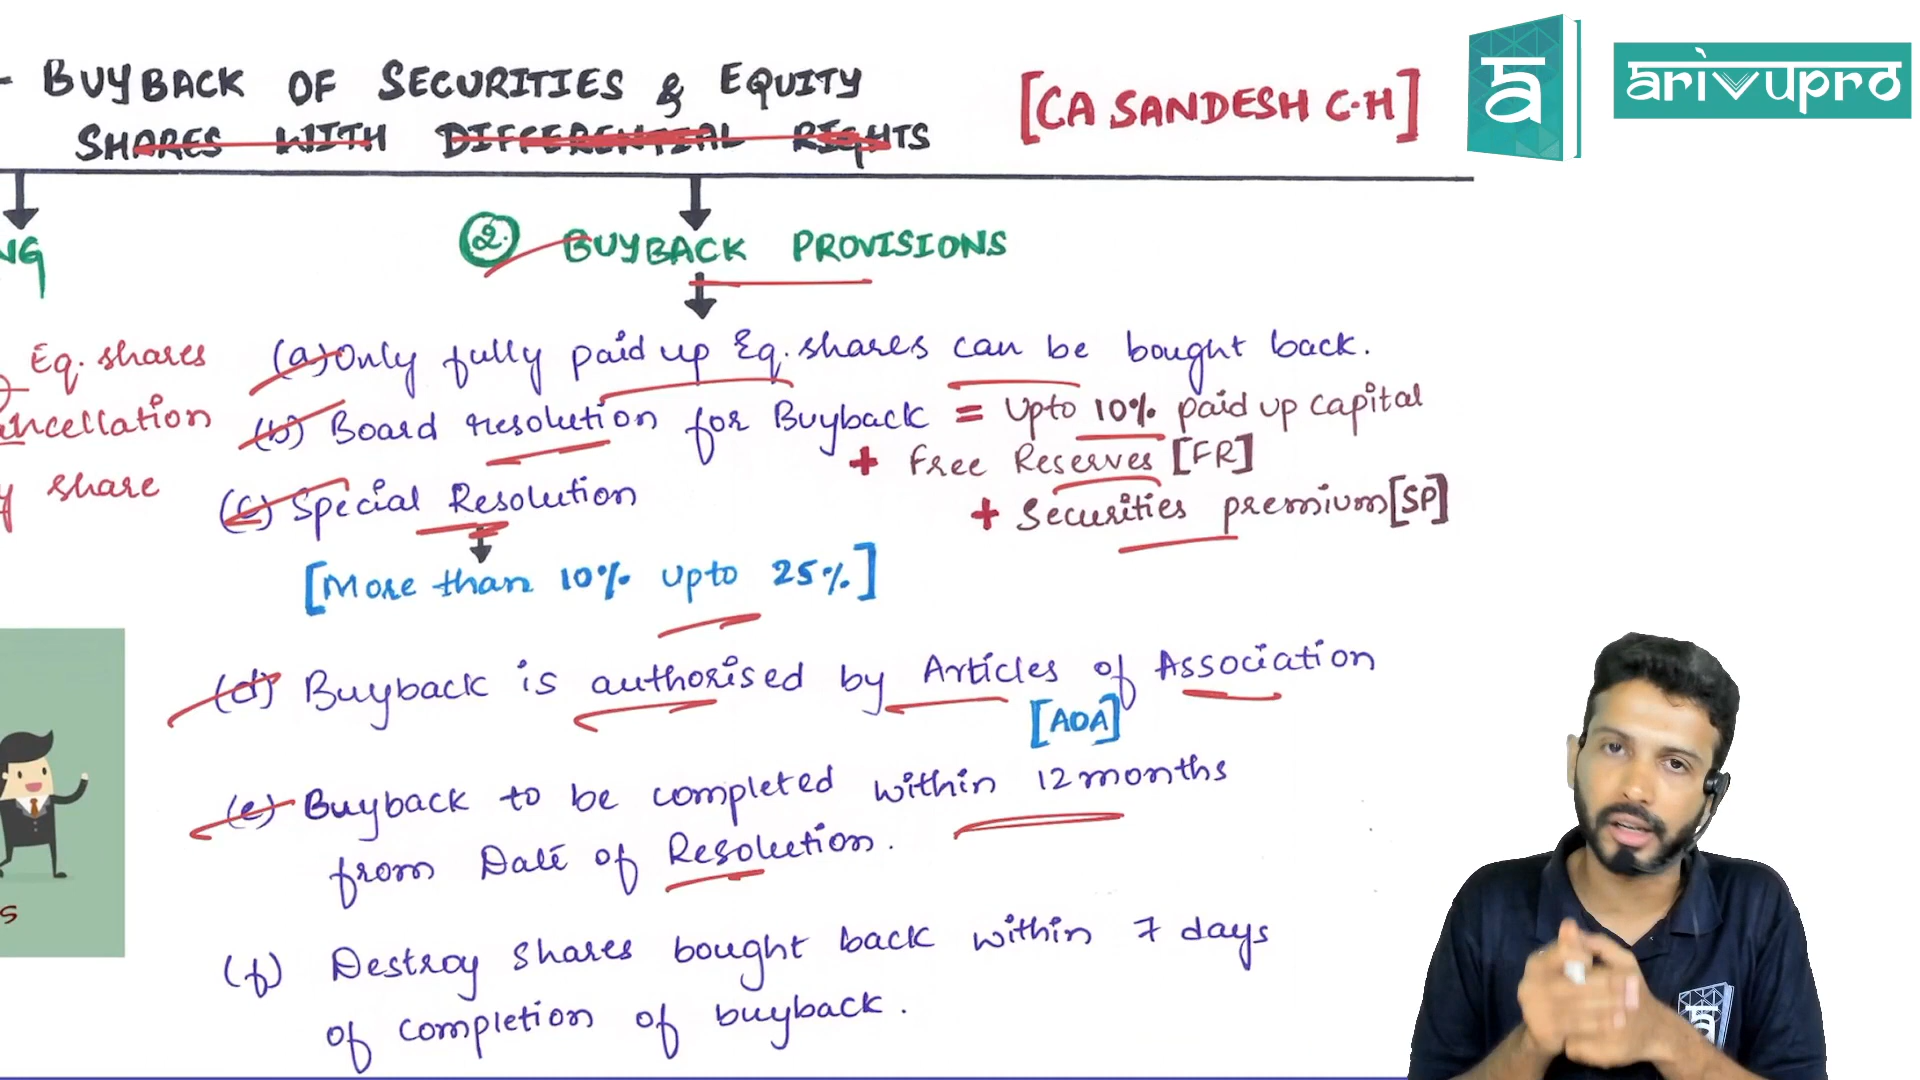 - BUYBACK OF SECURITIES & EQUITY
SHARES WITH DIFFERENTIAL RIGHTS
[CA SANDESH C.H]
a
arivupro
NG
② BUYBACK PROVISIONS
Eq. shares
ancellation
y share
(a) Only fully paid up Eq. shares can be bought back.
(b) Board resolution for Buyback = Upto 10% paid up capital
+ Free Reserves [FR]
+ Securities premium [SP]
(c) Special Resolution
[More than 10% upto 25%]
(d) Buyback is authorised by Articles of Association
[AOA]
(e) Buyback to be completed within 12 months
from Date of Resolution.
(f) Destroy shares bought back within 7 days
of completion of buyback.
s
a